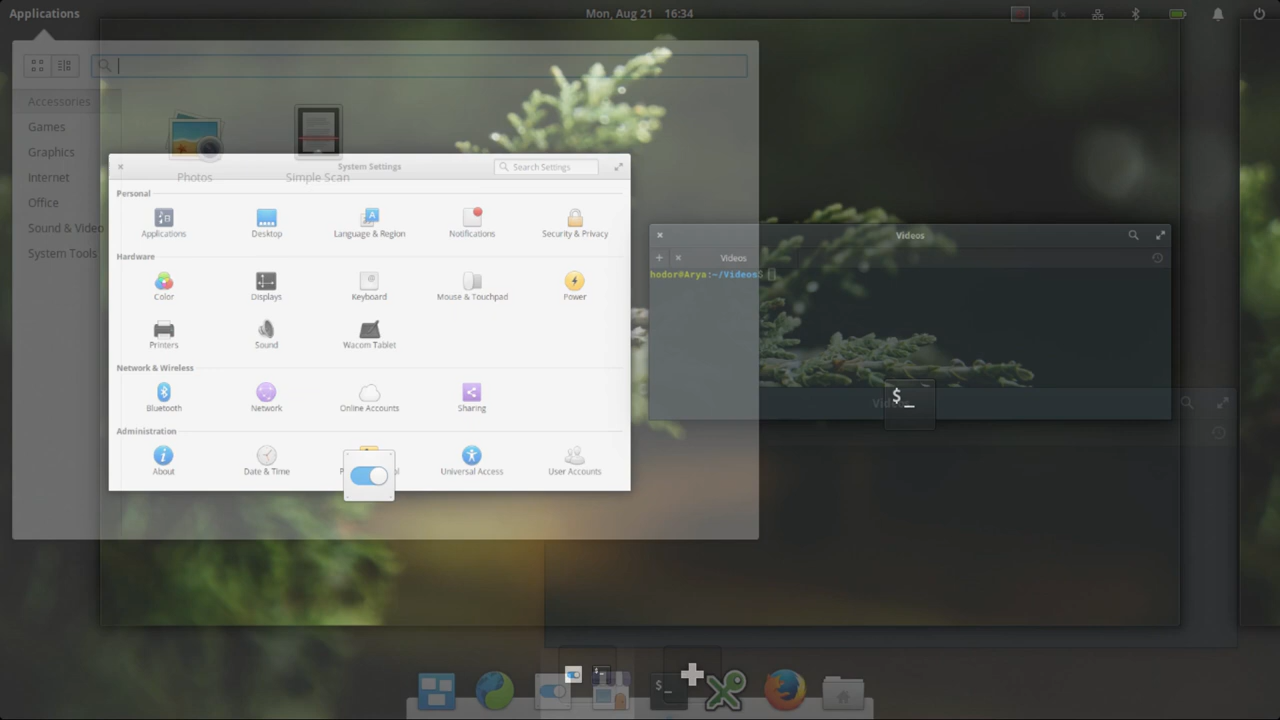 Applications
Mon, Aug 21 16:34
Accessories
Games
Graphics
Internet
Office
Sound & Video
System Tools
Photos
Simple Scan
System Settings
Search Settings
Personal
Applications
Desktop
Language & Region
Notifications
Security & Privacy
Hardware
Color
Displays
Keyboard
Mouse & Touchpad
Power
Printers
Sound
Wacom Tablet
Network & Wireless
Bluetooth
Network
Online Accounts
Sharing
Administration
About
Date & Time
Universal Access
User Accounts
Videos
Videos
hodor@Arya:~/Videos$
$_
$_